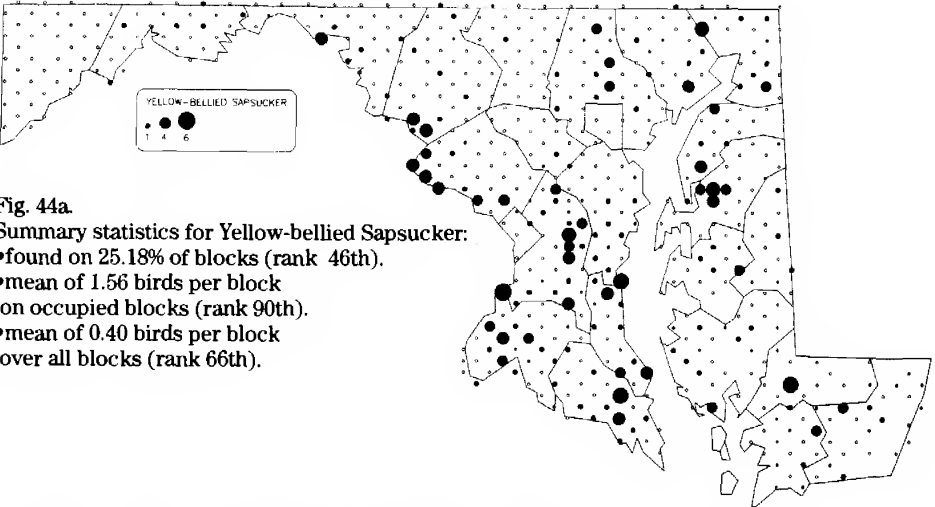 YELLOW-BELLIED SAPSUCKER
1 4 6
Fig. 44a.
Summary statistics for Yellow-bellied Sapsucker:
•found on 25.18% of blocks (rank 46th).
•mean of 1.56 birds per block
on occupied blocks (rank 90th).
•mean of 0.40 birds per block
over all blocks (rank 66th).